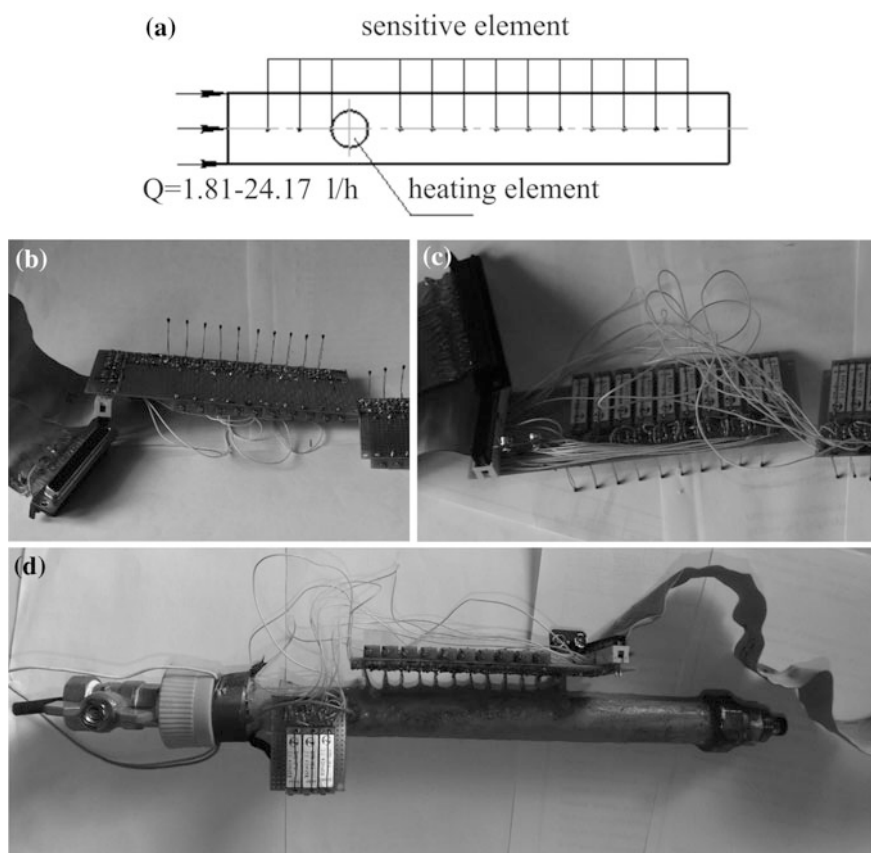 (a)
sensitive element
Q=1.81-24.17 l/h
heating element
(b)
(c)
(d)